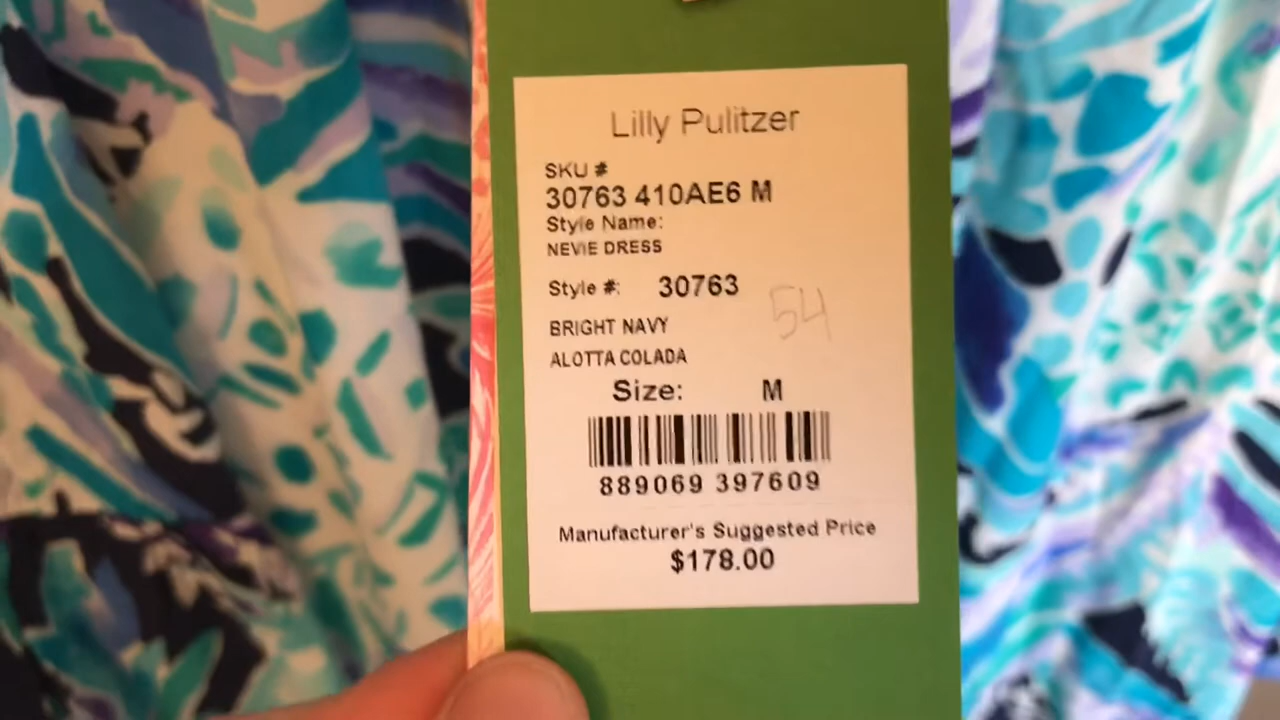 Lilly Pulitzer
SKU #
30763 410AE6 M
Style Name:
NEVIE DRESS
Style #: 30763
54
BRIGHT NAVY
ALOTTA COLADA
Size: M
889069 397609
Manufacturer's Suggested Price
$178.00